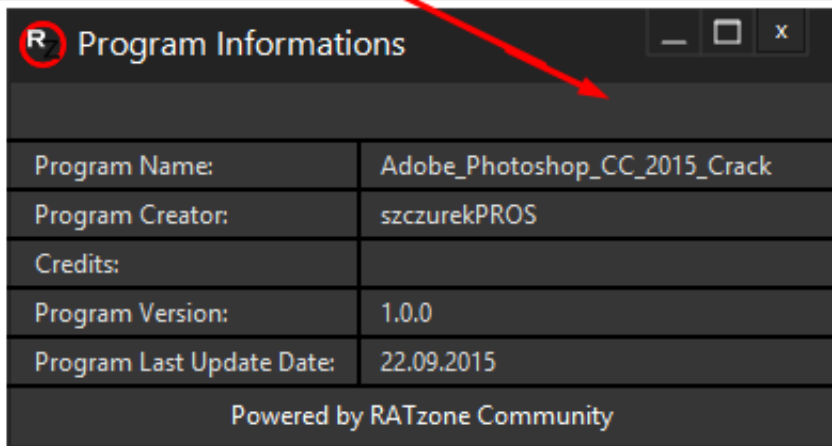 RZ Program Informations x
Program Name: Adobe_Photoshop_CC_2015_Crack
Program Creator: szczurekPROS
Credits:
Program Version: 1.0.0
Program Last Update Date: 22.09.2015
Powered by RATzone Community